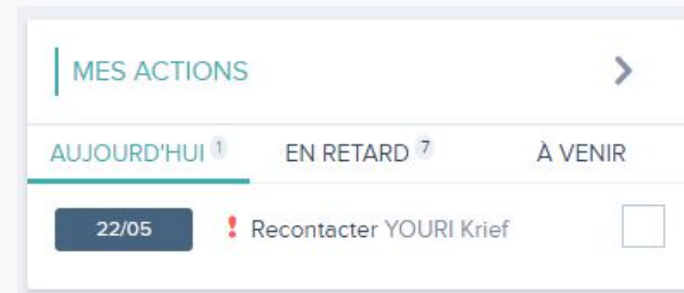 MES ACTIONS
AUJOURD'HUI 1 EN RETARD 7 À VENIR
22/05 ! Recontacter YOURI Krief